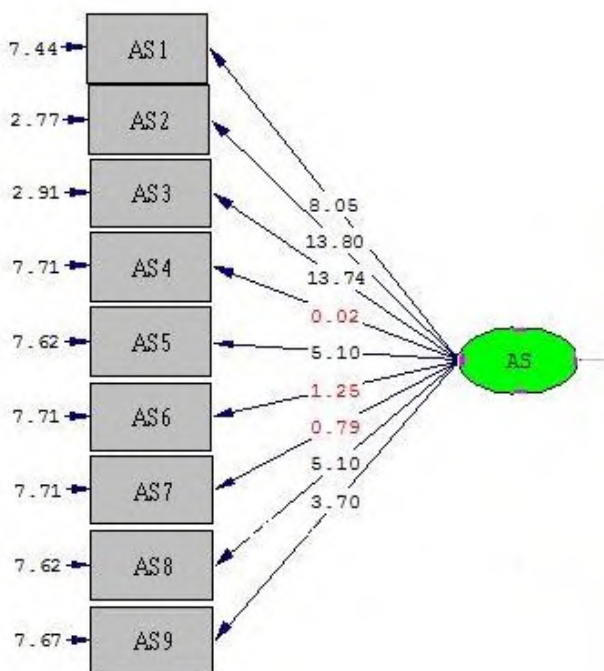 7.44 AS1
2.77 AS2
2.91 AS3
8.05
13.80
13.74
7.71 AS4
0.02
7.62 AS5
5.10
AS
7.71 AS6
1.25
0.79
7.71 AS7
5.10
3.70
7.62 AS8
7.67 AS9